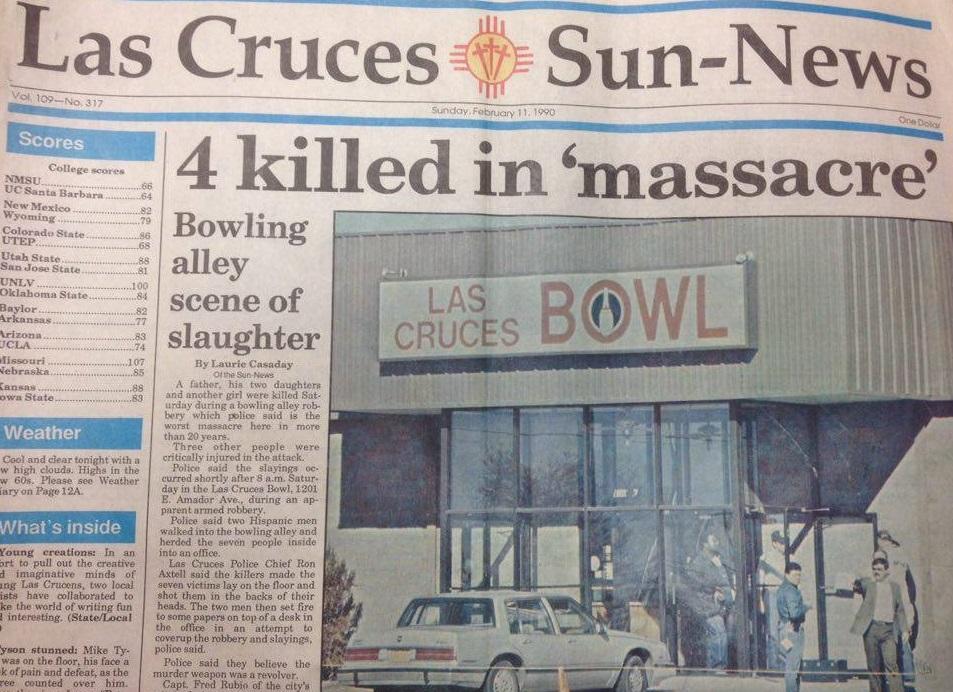 Las Cruces Sun-News
Vol. 109—No. 317
Sunday, February 11, 1990
One Dollar
Scores
College scores
NMSU 66
UC Santa Barbara 64
New Mexico 82
Wyoming 79
Colorado State 86
UTEP 68
Utah State 88
San Jose State 81
UNLV 100
Oklahoma State 84
Baylor 82
Arkansas 77
Arizona 83
UCLA 74
Missouri 107
Nebraska 85
Kansas 88
owa State 83
Weather
Cool and clear tonight with a
w high clouds. Highs in the
w 60s. Please see Weather
iary on Page 12A.
What's inside
Young creations: In an
ort to pull out the creative
d imaginative minds of
ung Las Crucens, two local
ists have collaborated to
ke the world of writing fun
d interesting. (State/Local
)
yson stunned: Mike Ty-
was on the floor, his face a
k of pain and defeat, as the
ree counted over him.
4 killed in 'massacre'
Bowling
alley
scene of
slaughter
By Laurie Casaday
Of the Sun-News
A father, his two daughters
and another girl were killed Sat-
urday during a bowling alley rob-
bery which police said is the
worst massacre here in more
than 20 years.
Three other people were
critically injured in the attack.
Police said the slayings oc-
curred shortly after 8 a.m. Satur-
day in the Las Cruces Bowl, 1201
E. Amador Ave., during an ap-
parent armed robbery.
Police said two Hispanic men
walked into the bowling alley and
herded the seven people inside
into an office.
Las Cruces Police Chief Ron
Axtell said the killers made the
seven victims lay on the floor and
shot them in the backs of their
heads. The two men then set fire
to some papers on top of a desk in
the office in an attempt to
coverup the robbery and slayings,
police said.
Police said they believe the
murder weapon was a revolver.
Capt. Fred Rubio of the city's
LAS
CRUCES
BOWL